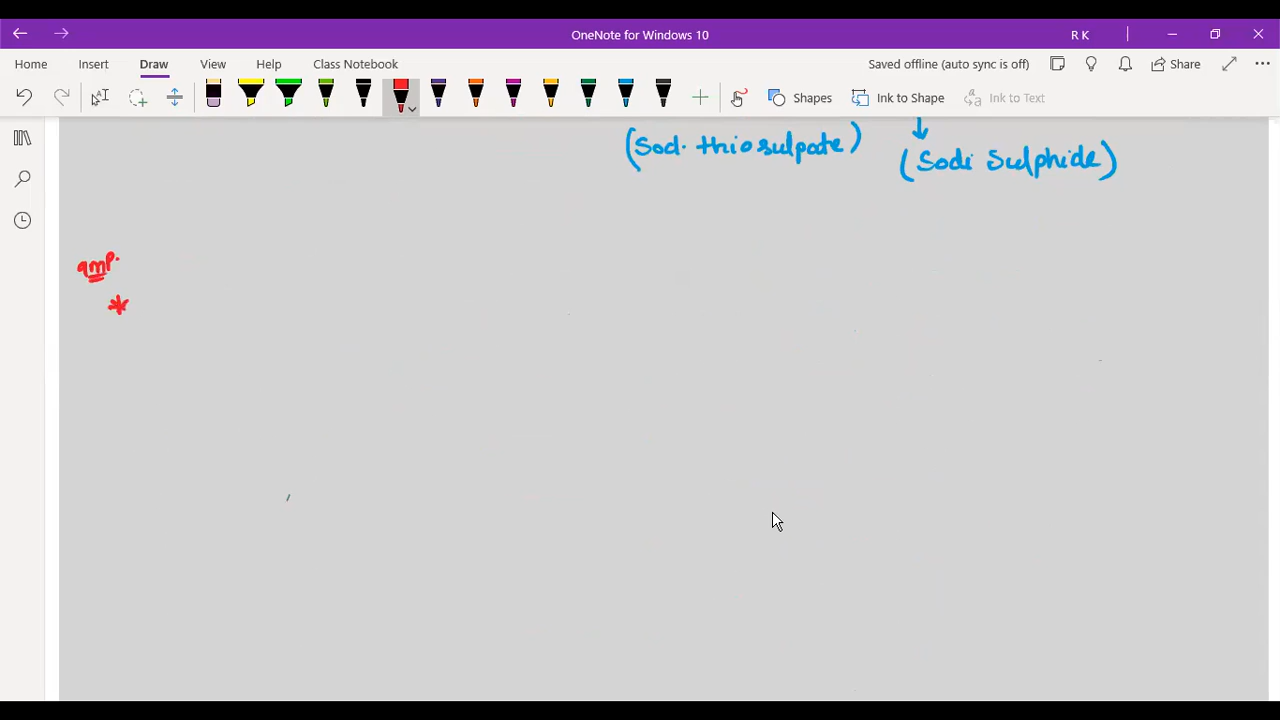 OneNote for Windows 10
R K
Home Insert Draw View Help Class Notebook
Saved offline (auto sync is off)
Share
Shapes
Ink to Shape
Ink to Text
(Sod. thiosulpate)
(Sodi Sulphide)
Imp.
*